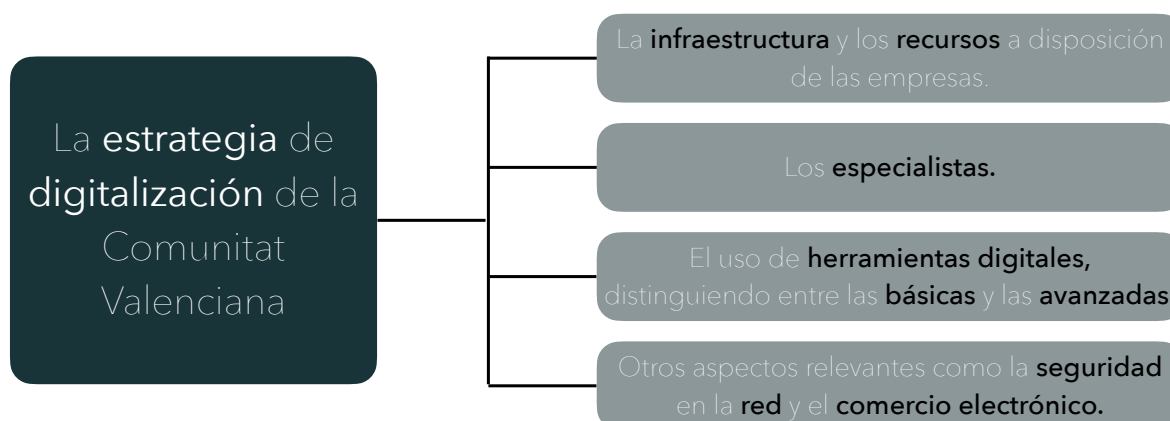 La estrategia de
digitalización de la
Comunitat
Valenciana
La infraestructura y los recursos a disposición
de las empresas.
Los especialistas.
El uso de herramientas digitales,
distinguiendo entre las básicas y las avanzadas
Otros aspectos relevantes como la seguridad
en la red y el comercio electrónico.